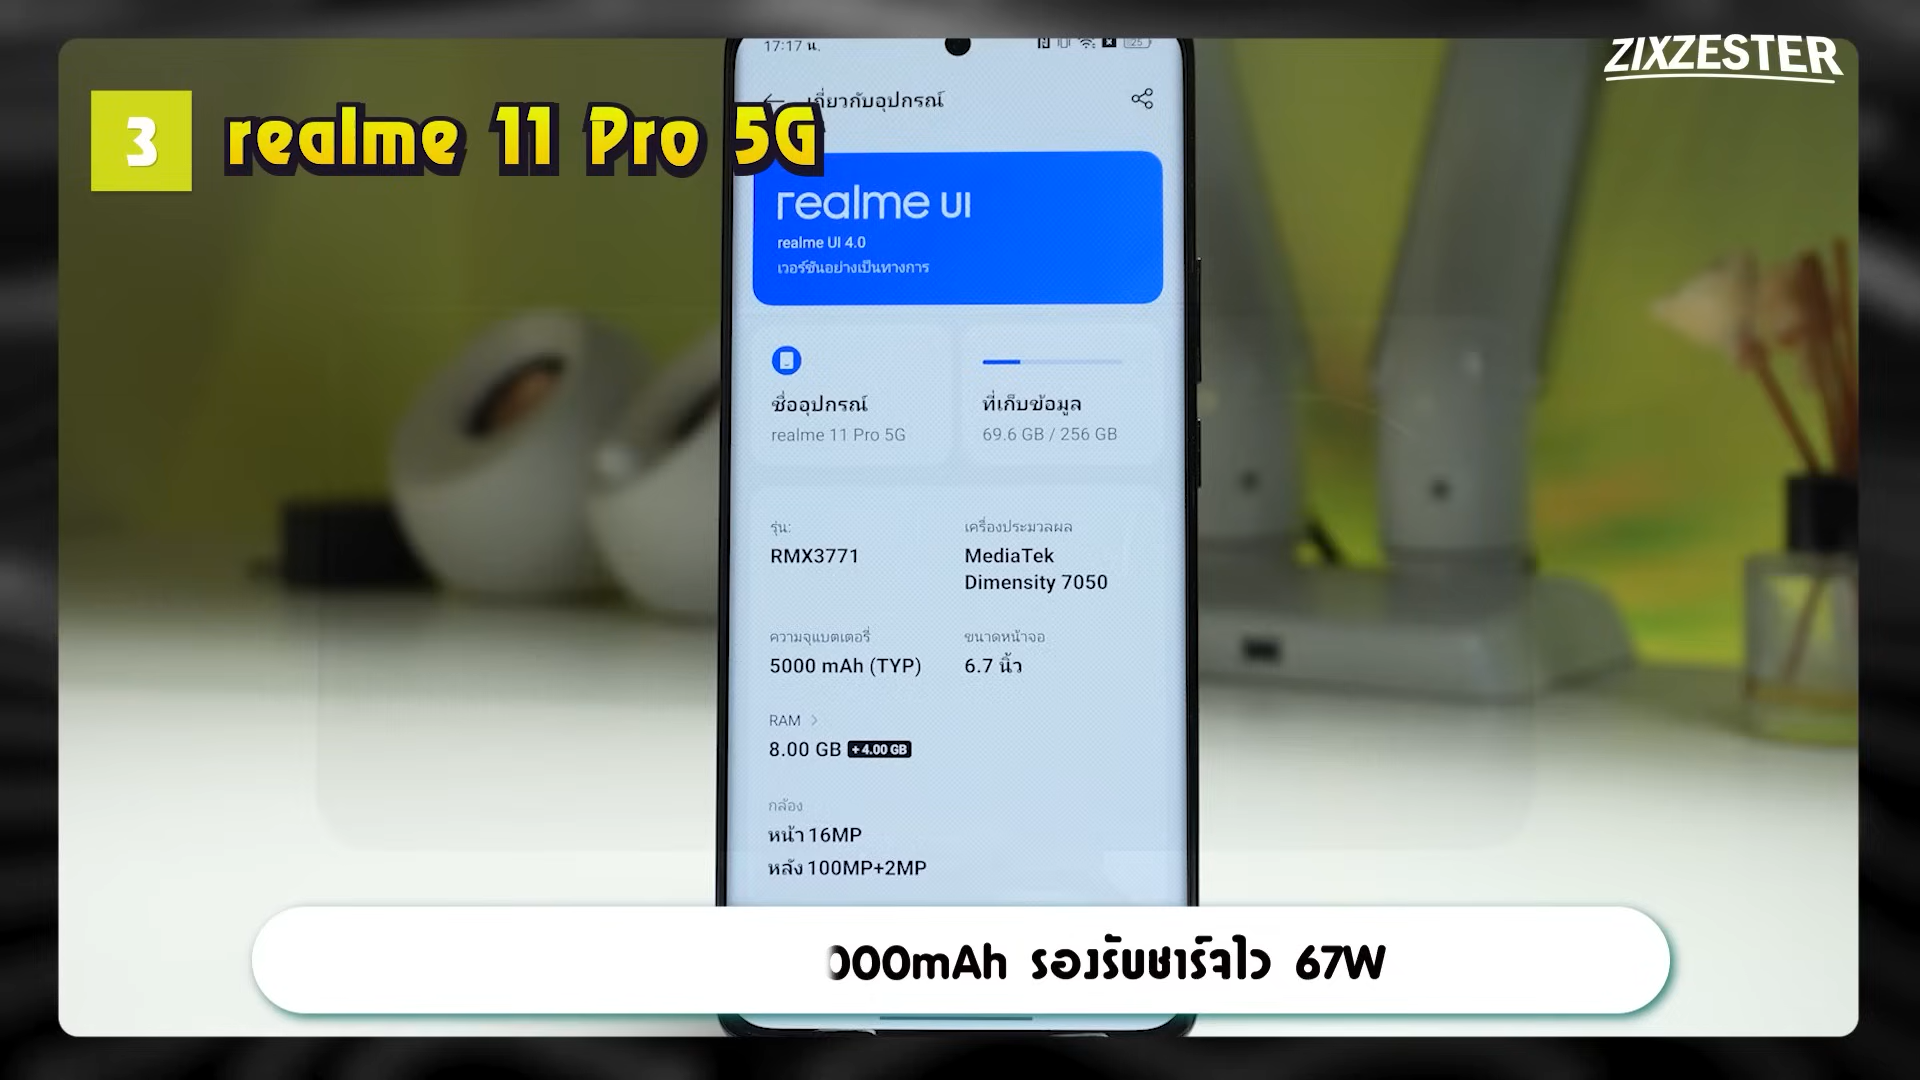 ZIXZESTER
3 realme 11 Pro 5G
17:17 น.
25
เกี่ยวกับอุปกรณ์
realme UI
realme UI 4.0
เวอร์ชันอย่างเป็นทางการ
ชื่ออุปกรณ์
realme 11 Pro 5G
ที่เก็บข้อมูล
69.6 GB / 256 GB
รุ่น:
RMX3771
เครื่องประมวลผล
MediaTek
Dimensity 7050
ความจุแบตเตอรี่
5000 mAh (TYP)
ขนาดหน้าจอ
6.7 นิ้ว
RAM >
8.00 GB +4.00 GB
กล้อง
หน้า 16MP
หลัง 100MP+2MP
000mAh รองรับชาร์จไว 67W